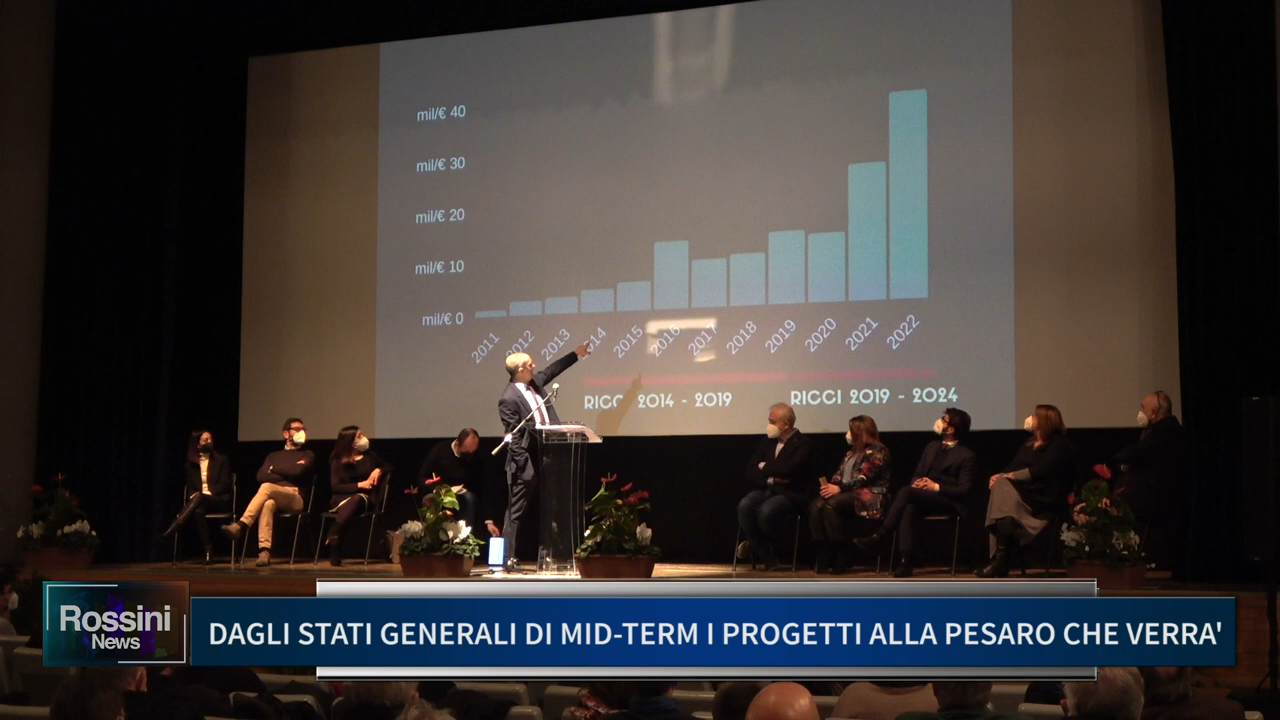 mil/€ 40
mil/€ 30
mil/€ 20
mil/€ 10
mil/€ 0
2011 2012 2013 2014 2015 2016 2017 2018 2019 2020 2021 2022
RICCI 2014 - 2019
RICCI 2019 - 2024
Rossini
News
DAGLI STATI GENERALI DI MID-TERM I PROGETTI ALLA PESARO CHE VERRA'